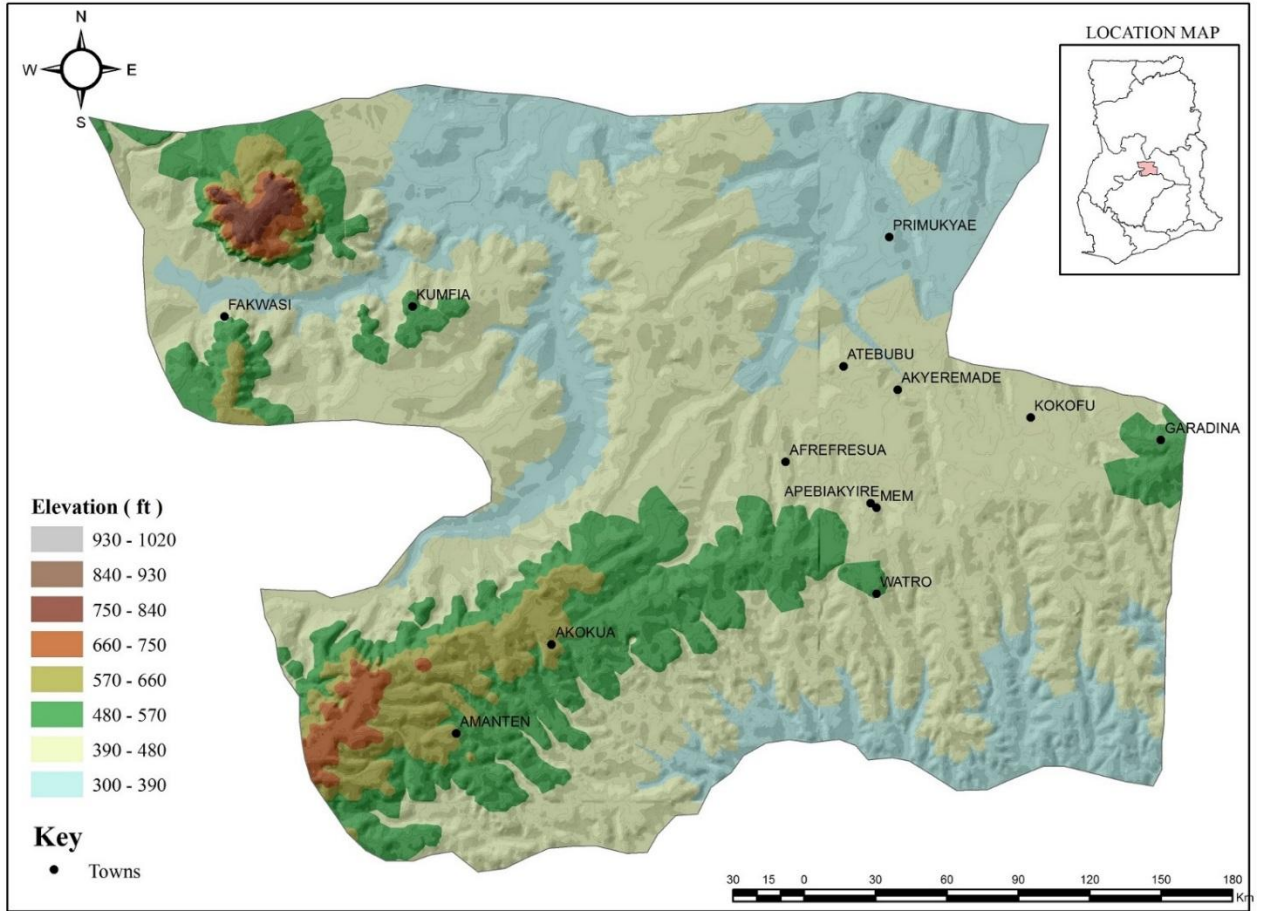 N
W E
S
LOCATION MAP
PRIMUKYAE
FAKWASI
KUMFIA
ATEBUBU
AKYEREMADE
KOKOFU
GARADINA
AFREFRESUA
APEBIAKYIRE
MEM
WATRO
AKOKUA
AMANTEN
Elevation ( ft )
930 - 1020
840 - 930
750 - 840
660 - 750
570 - 660
480 - 570
390 - 480
300 - 390
Key
Towns
30 15 0 30 60 90 120 150 180
Km